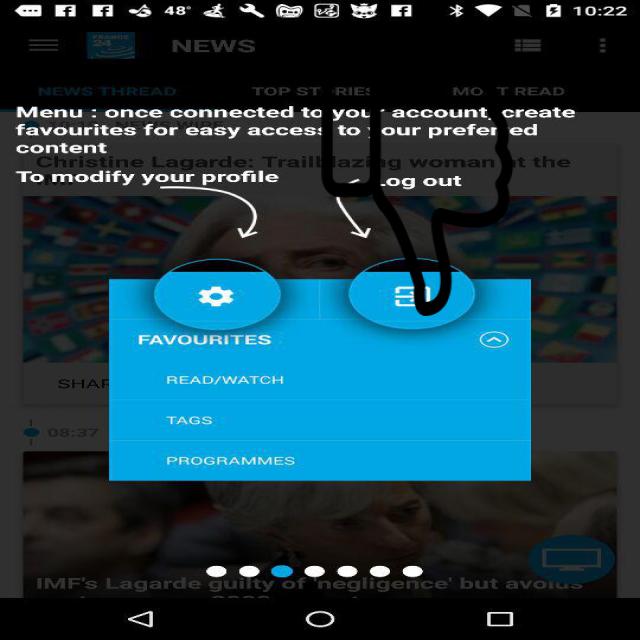 48° 10:22
FRANCE 24 NEWS
NEWS THREAD TOP STORIES MOST READ
NEWS WIRE
Menu : once connected to your account, create
favourites for easy access to your preferred
content
Christine Lagarde: Trailblazing woman at the
To modify your profile
Log out
FAVOURITES
READ/WATCH
TAGS
PROGRAMMES
SHAR
08:37
IMF's Lagarde guilty of 'negligence' but avoids